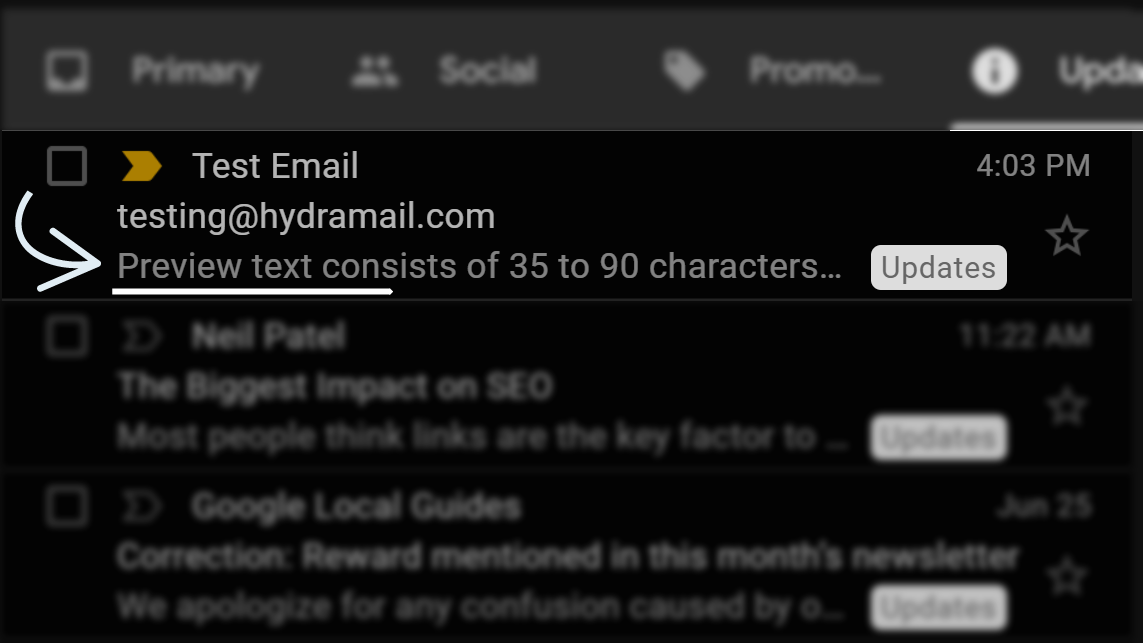 Primary Social Promo... Upda
Test Email 4:03 PM
testing@hydramail.com
Preview text consists of 35 to 90 characters... Updates
Neil Patel 11:22 AM
The Biggest Impact on SEO
Most people think links are the key factor to ... Updates
Google Local Guides Jun 25
Correction: Reward mentioned in this month's newsletter
We apologize for any confusion caused by o... Updates